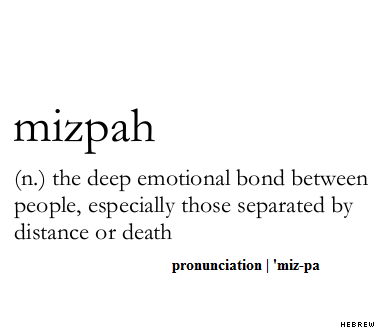 mizpah
(n.) the deep emotional bond between
people, especially those separated by
distance or death
pronunciation | 'miz-pa
HEBREW